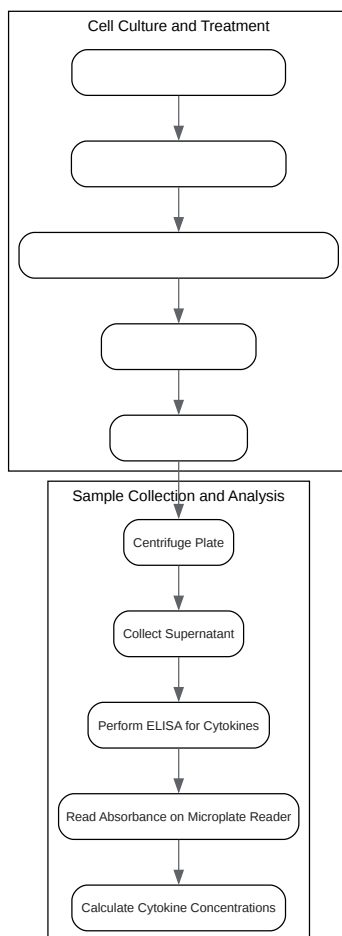 Cell Culture and Treatment
Sample Collection and Analysis
Centrifuge Plate
Collect Supernatant
Perform ELISA for Cytokines
Read Absorbance on Microplate Reader
Calculate Cytokine Concentrations